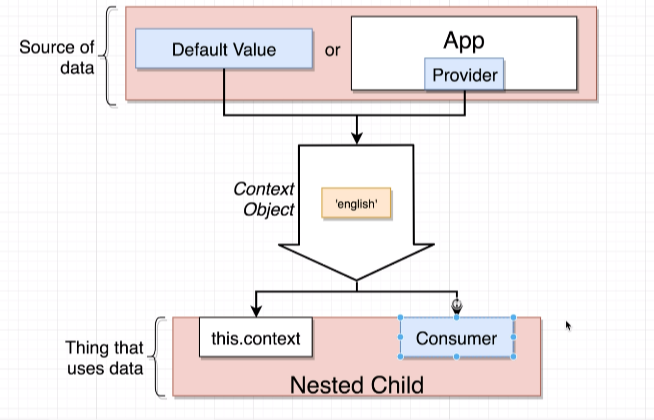 Source of
data
Default Value
or
App
Provider
Context
Object
'english'
Thing that
uses data
this.context
Consumer
Nested Child